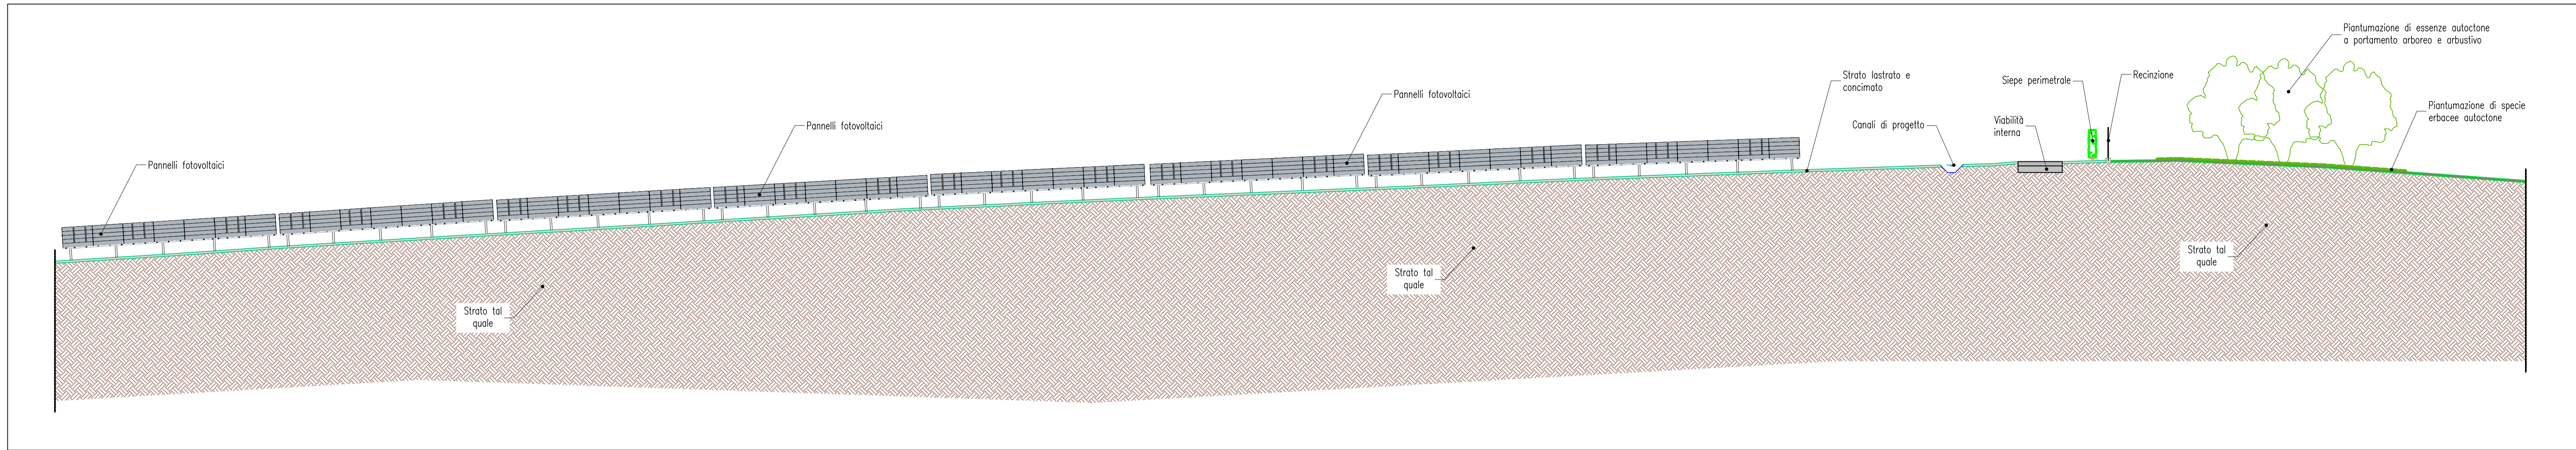 Piantumazione di essenze autoctone
a portamento arboreo e arbustivo
Strato lastrato e
concimato
Siepe perimetrale
Recinzione
Pannelli fotovoltaici
Piantumazione di specie
erbacee autoctone
Canali di progetto
Viabilità
interna
Pannelli fotovoltaici
Pannelli fotovoltaici
Strato tal
quale
Strato tal
quale
Strato tal
quale